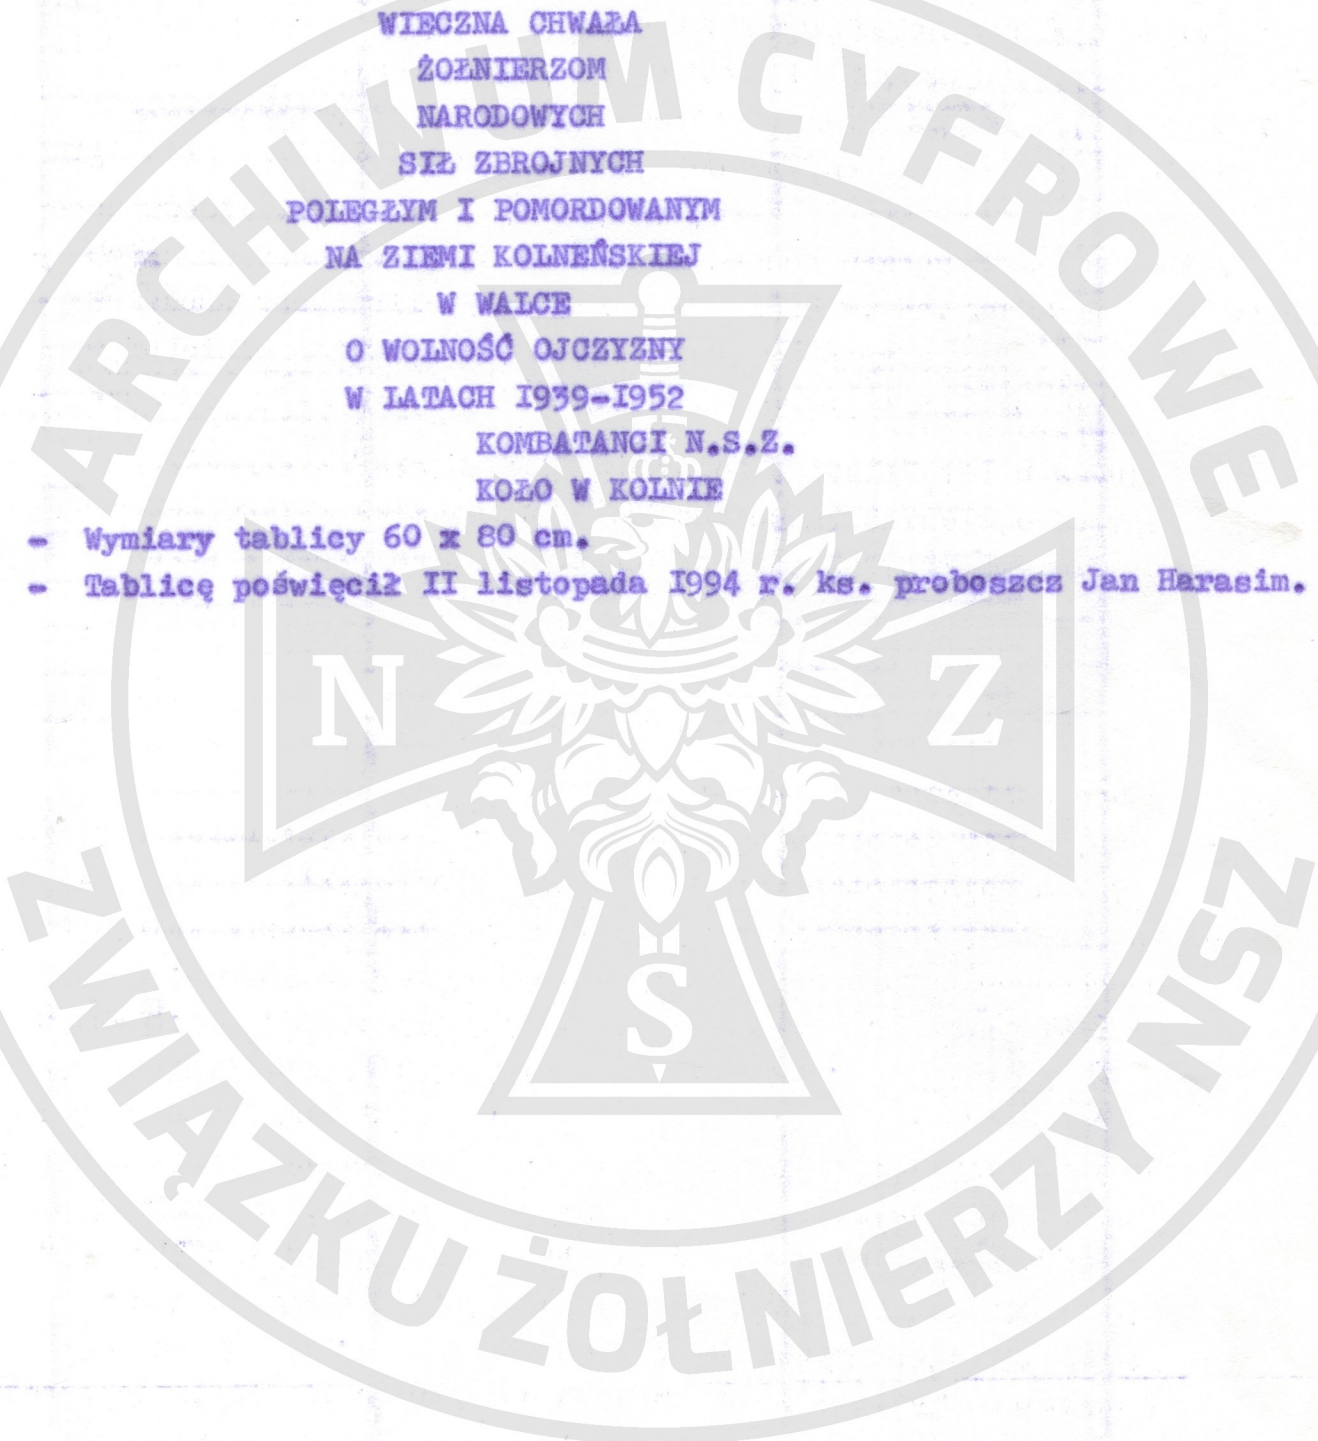 WIECZNA CHWAŁA
ŻOŁNIERZOM
NARODOWYCH
SIŁ ZBROJNYCH
POLEGŁYM I POMORDOWANYM
NA ZIEMI KOLNEŃSKIEJ
W WALCE
O WOLNOŚĆ OJCZYZNY
W LATACH I939-I952
KOMBATANCI N.S.Z.
KOŁO W KOLNIE
- Wymiary tablicy 60 x 80 cm.
- Tablicę poświęcił II listopada I994 r. ks. proboszcz Jan Harasim.
ARCHIWUM CYFROWE
ZWIĄZKU ŻOŁNIERZY NSZ
N Z
S